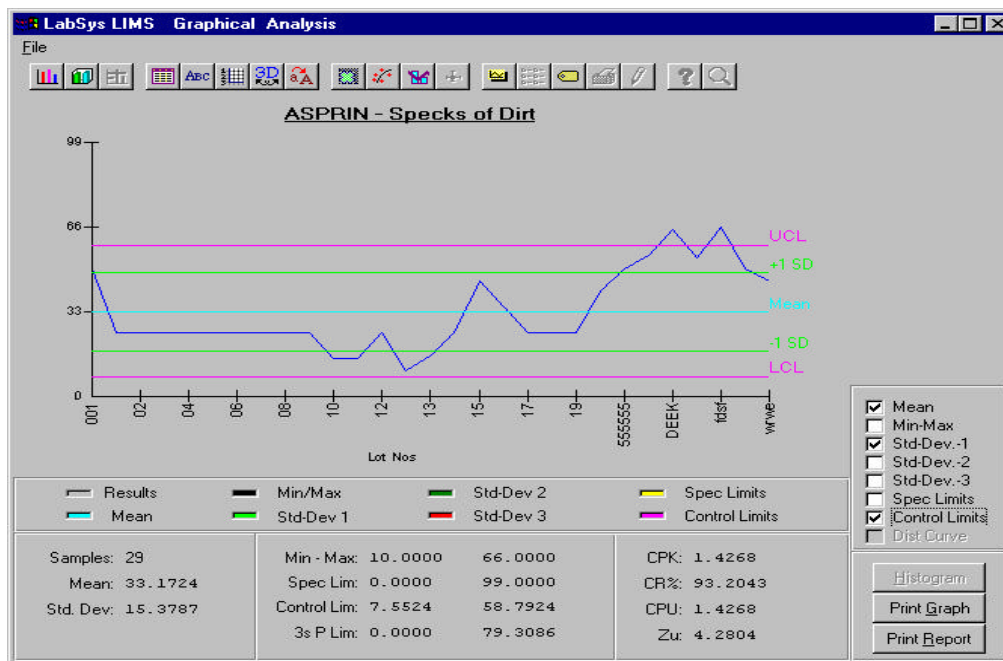 LabSys LIMS Graphical Analysis
File
ABC 3D aA
ASPRIN - Specks of Dirt
99
66
33
0
UCL
+1 SD
Mean
-1 SD
LCL
001 02 04 06 08 10 12 13 15 17 19 555555 DEEK fdsf wrwe
Lot Nos
Mean
Min-Max
Std-Dev.-1
Std-Dev.-2
Std-Dev.-3
Spec Limits
Control Limits
Dist Curve
Results Min/Max Std-Dev 2 Spec Limits
Mean Std-Dev 1 Std-Dev 3 Control Limits
Samples: 29
Mean: 33.1724
Std. Dev: 15.3787
Min - Max: 10.0000 66.0000
Spec Lim: 0.0000 99.0000
Control Lim: 7.5524 58.7924
3s P Lim: 0.0000 79.3086
CPK: 1.4268
CR%: 93.2043
CPU: 1.4268
Zu: 4.2804
Histogram
Print Graph
Print Report